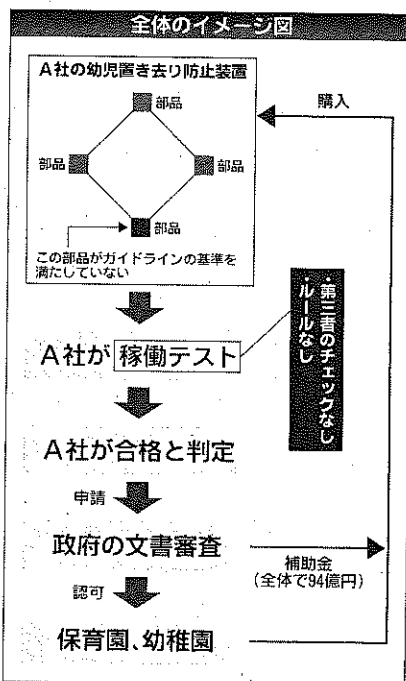 全体のイメージ図
A社の幼児置き去り防止装置
部品
部品
部品
部品
この部品がガイドラインの基準を
満たしていない
購入
A社が稼働テスト
・第三者のチェックなし
・ルールなし
A社が合格と判定
申請
政府の文書審査
補助金
(全体で94億円)
認可
保育園、幼稚園